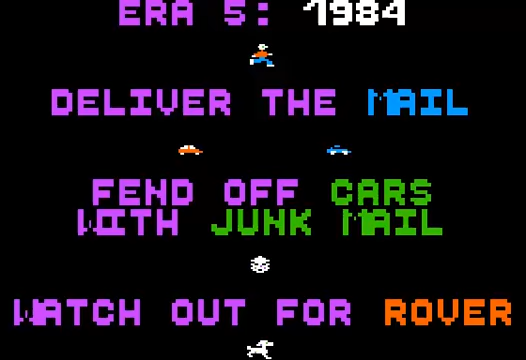 ERA 5: 1984
DELIVER THE MAIL
FEND OFF CARS
WITH JUNK MAIL
WATCH OUT FOR ROVER